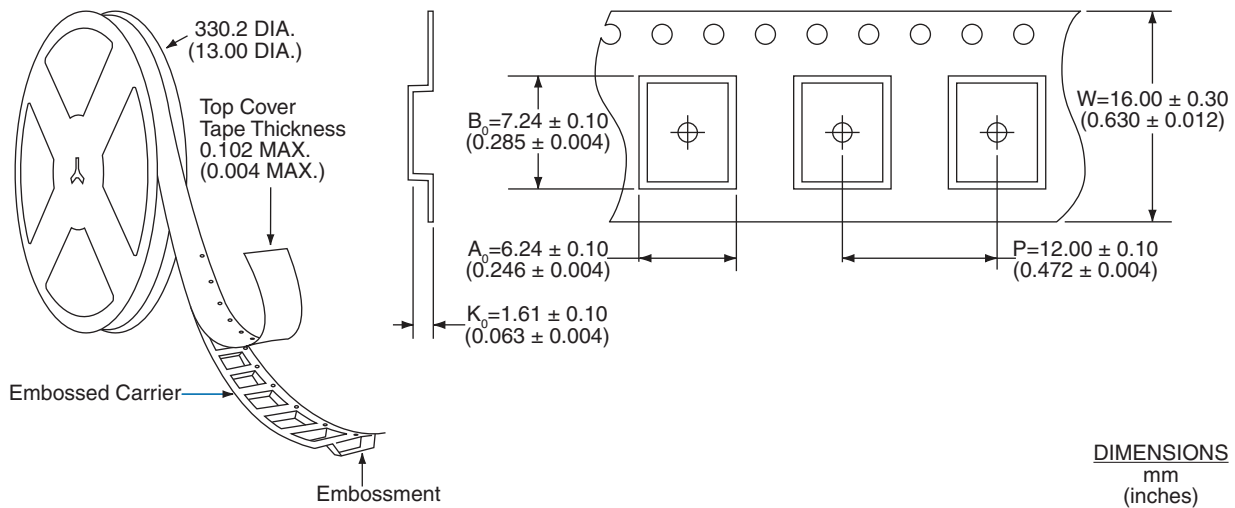 330.2 DIA.
(13.00 DIA.)
Top Cover
Tape Thickness
0.102 MAX.
(0.004 MAX.)
B₀=7.24 ± 0.10
(0.285 ± 0.004)
W=16.00 ± 0.30
(0.630 ± 0.012)
A₀=6.24 ± 0.10
(0.246 ± 0.004)
P=12.00 ± 0.10
(0.472 ± 0.004)
K₀=1.61 ± 0.10
(0.063 ± 0.004)
Embossed Carrier
Embossment
DIMENSIONS
mm
(inches)